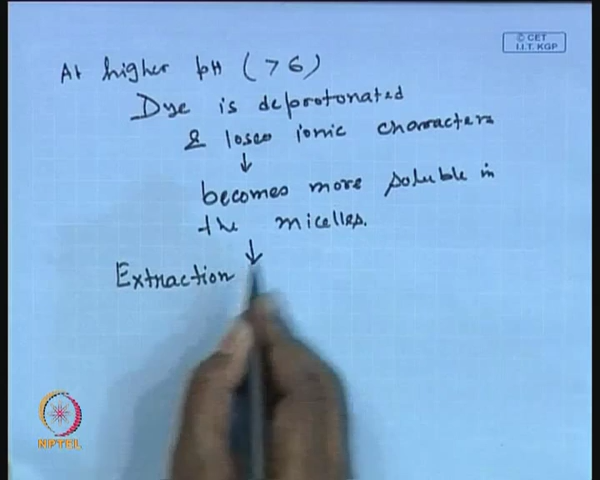 © CET
I.I.T. KGP
At higher pH ( > 6 )
Dye is deprotonated
& loses ionic characters
↓
becomes more soluble in
the micelles.
↓
Extraction
NPTEL